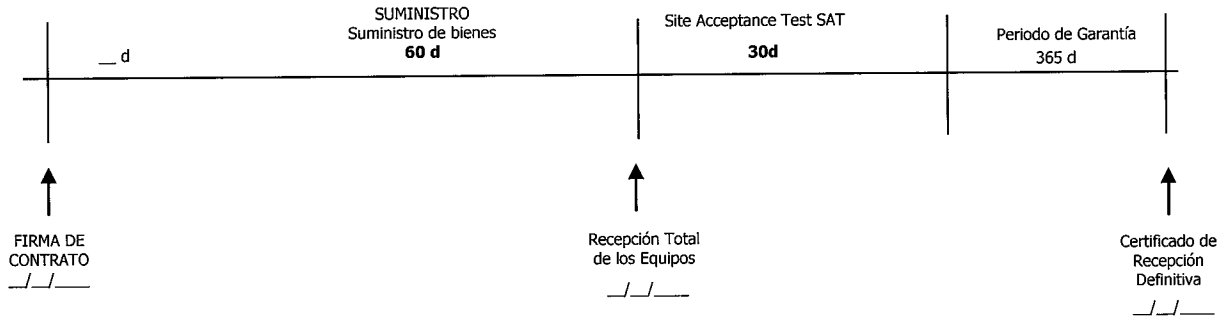 SUMINISTRO
Suministro de bienes
60 d
__ d
Site Acceptance Test SAT
30d
Periodo de Garantía
365 d
FIRMA DE
CONTRATO
__/__/____
Recepción Total
de los Equipos
__/__/____
Certificado de
Recepción
Definitiva
__/__/____